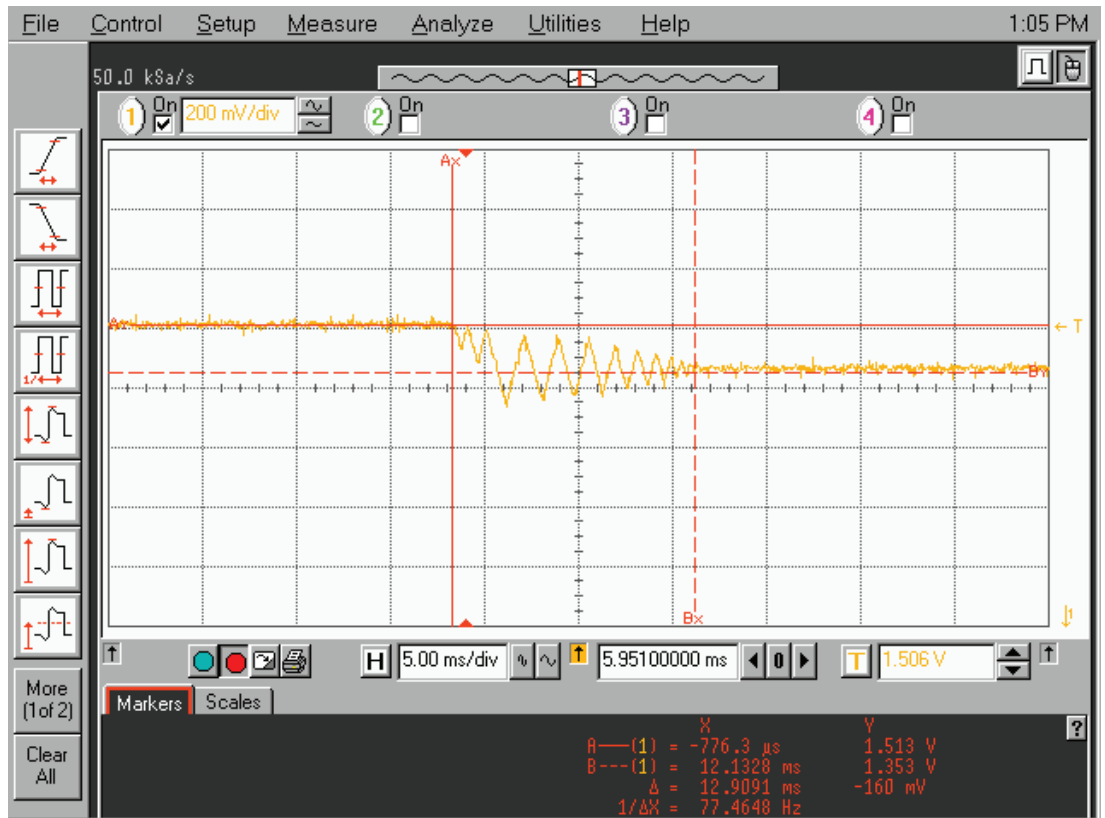 File Control Setup Measure Analyze Utilities Help 1:05 PM
50.0 kSa/s
1 On 200 mV/div 2 On 3 On 4 On
Ax
Ay
T
By
Bx
1/
H 5.00 ms/div 5.95100000 ms 0 T 1.506 V
More
(1of 2)
Clear
All
Markers Scales
?
X Y
A——(1) = -776.3 µs 1.513 V
B---(1) = 12.1328 ms 1.353 V
Δ = 12.9091 ms -160 mV
1/ΔX = 77.4648 Hz